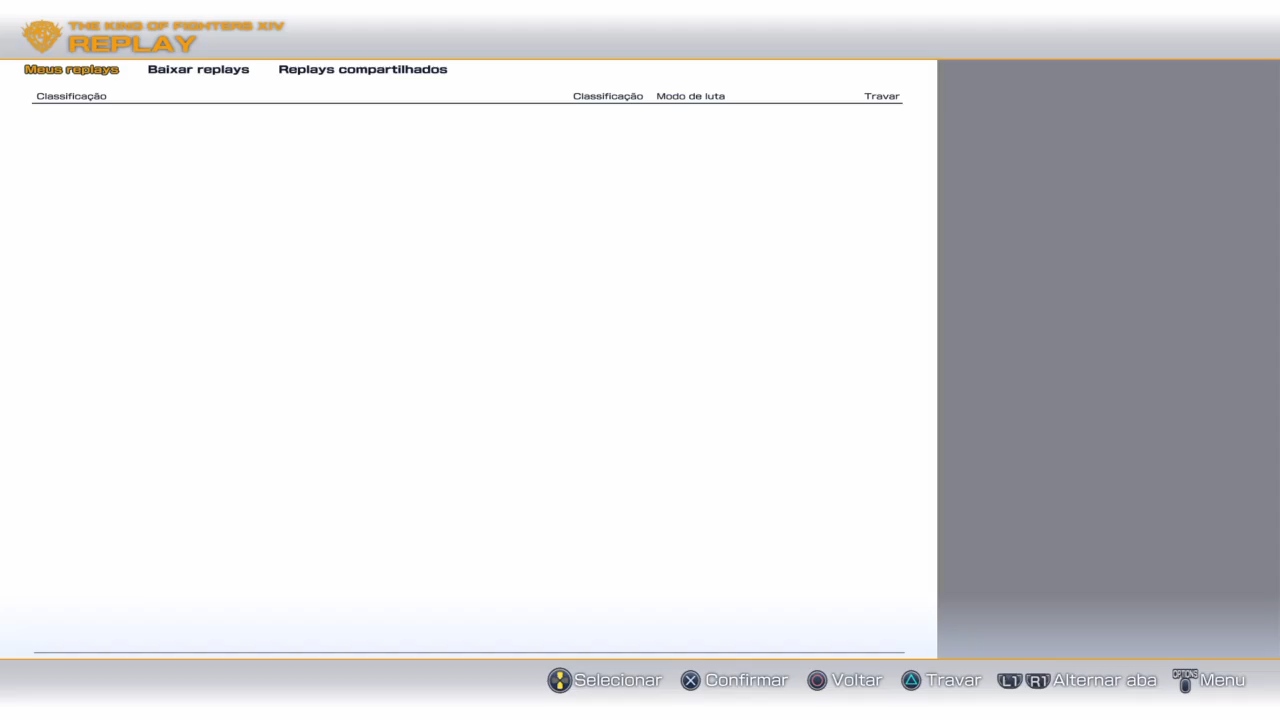 THE KING OF FIGHTERS XIV
REPLAY
Meus replays Baixar replays Replays compartilhados
Classificação Classificação Modo de luta Travar
Selecionar Confirmar Voltar Travar L1 R1 Alternar aba OPTIONS Menu